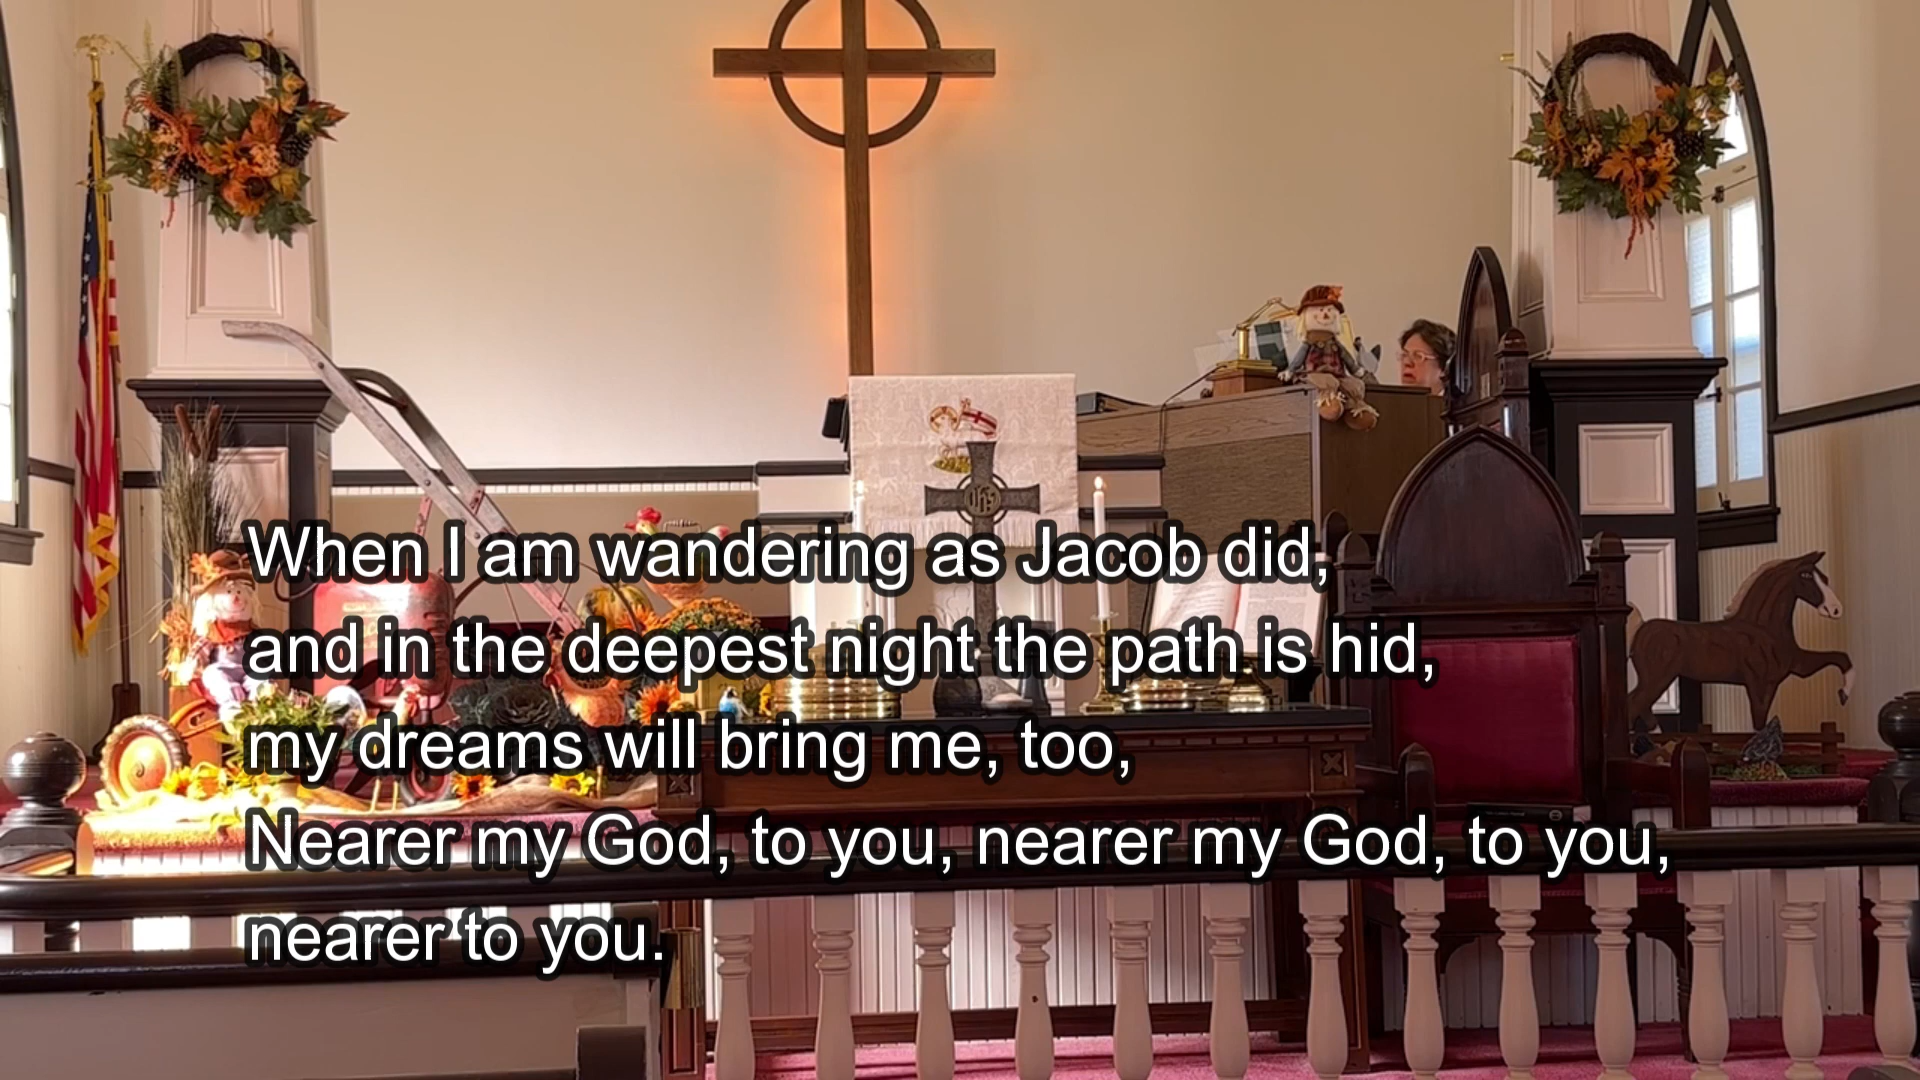 When I am wandering as Jacob did,
and in the deepest night the path is hid,
my dreams will bring me, too,
Nearer my God, to you, nearer my God, to you,
nearer to you.